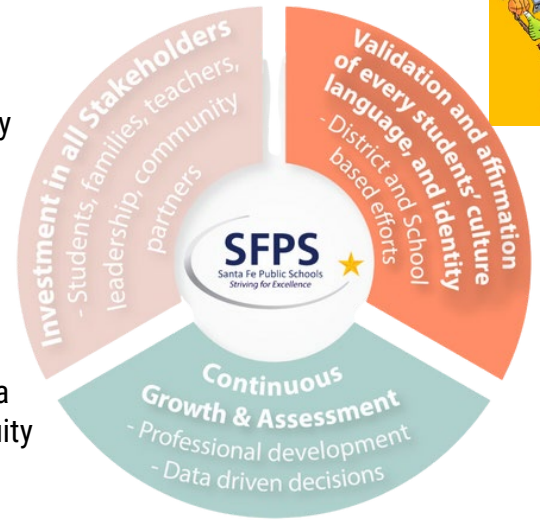 Investment in all Stakeholders
- Students, families, teachers,
leadership, community
partners
Validation and affirmation
of every students' culture
language, and identity
- District and School
based efforts
SFPS
Santa Fe Public Schools
Striving for Excellence
Continuous
Growth & Assessment
- Professional development
- Data driven decisions